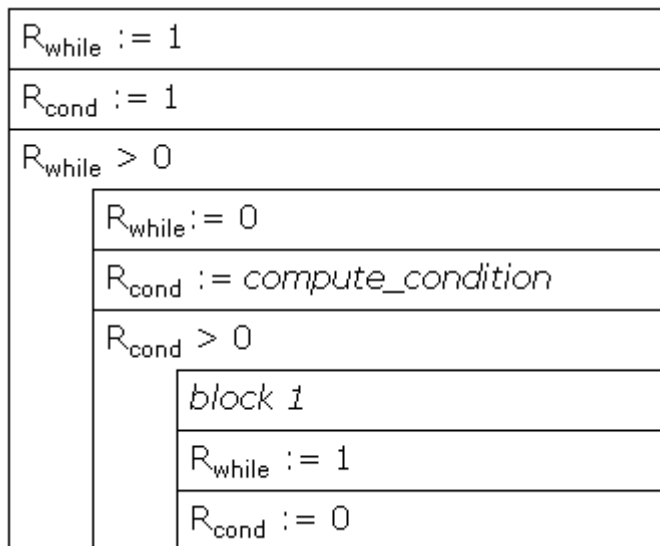 R_while := 1
R_cond := 1
R_while > 0
R_while := 0
R_cond := compute_condition
R_cond > 0
block 1
R_while := 1
R_cond := 0